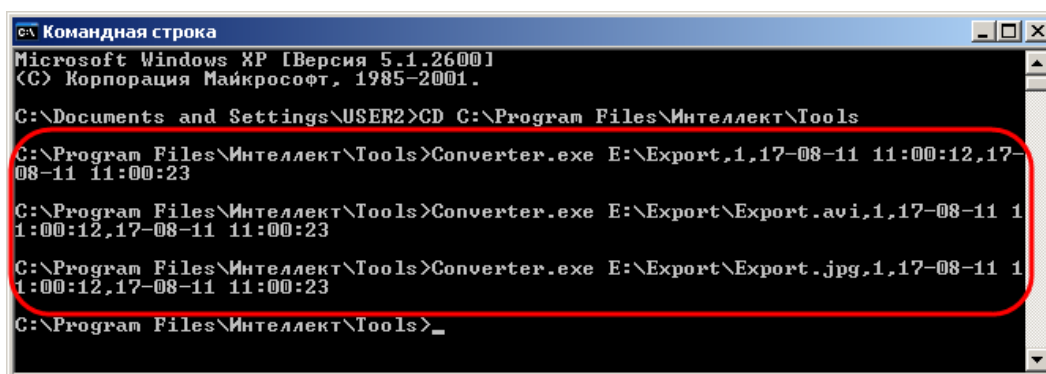 Командная строка
Microsoft Windows XP [Версия 5.1.2600]
(С) Корпорация Майкрософт, 1985-2001.
C:\Documents and Settings\USER2>CD C:\Program Files\Интеллект\Tools
C:\Program Files\Интеллект\Tools>Converter.exe E:\Export,1,17-08-11 11:00:12,17-
08-11 11:00:23
C:\Program Files\Интеллект\Tools>Converter.exe E:\Export\Export.avi,1,17-08-11 1
1:00:12,17-08-11 11:00:23
C:\Program Files\Интеллект\Tools>Converter.exe E:\Export\Export.jpg,1,17-08-11 1
1:00:12,17-08-11 11:00:23
C:\Program Files\Интеллект\Tools>_